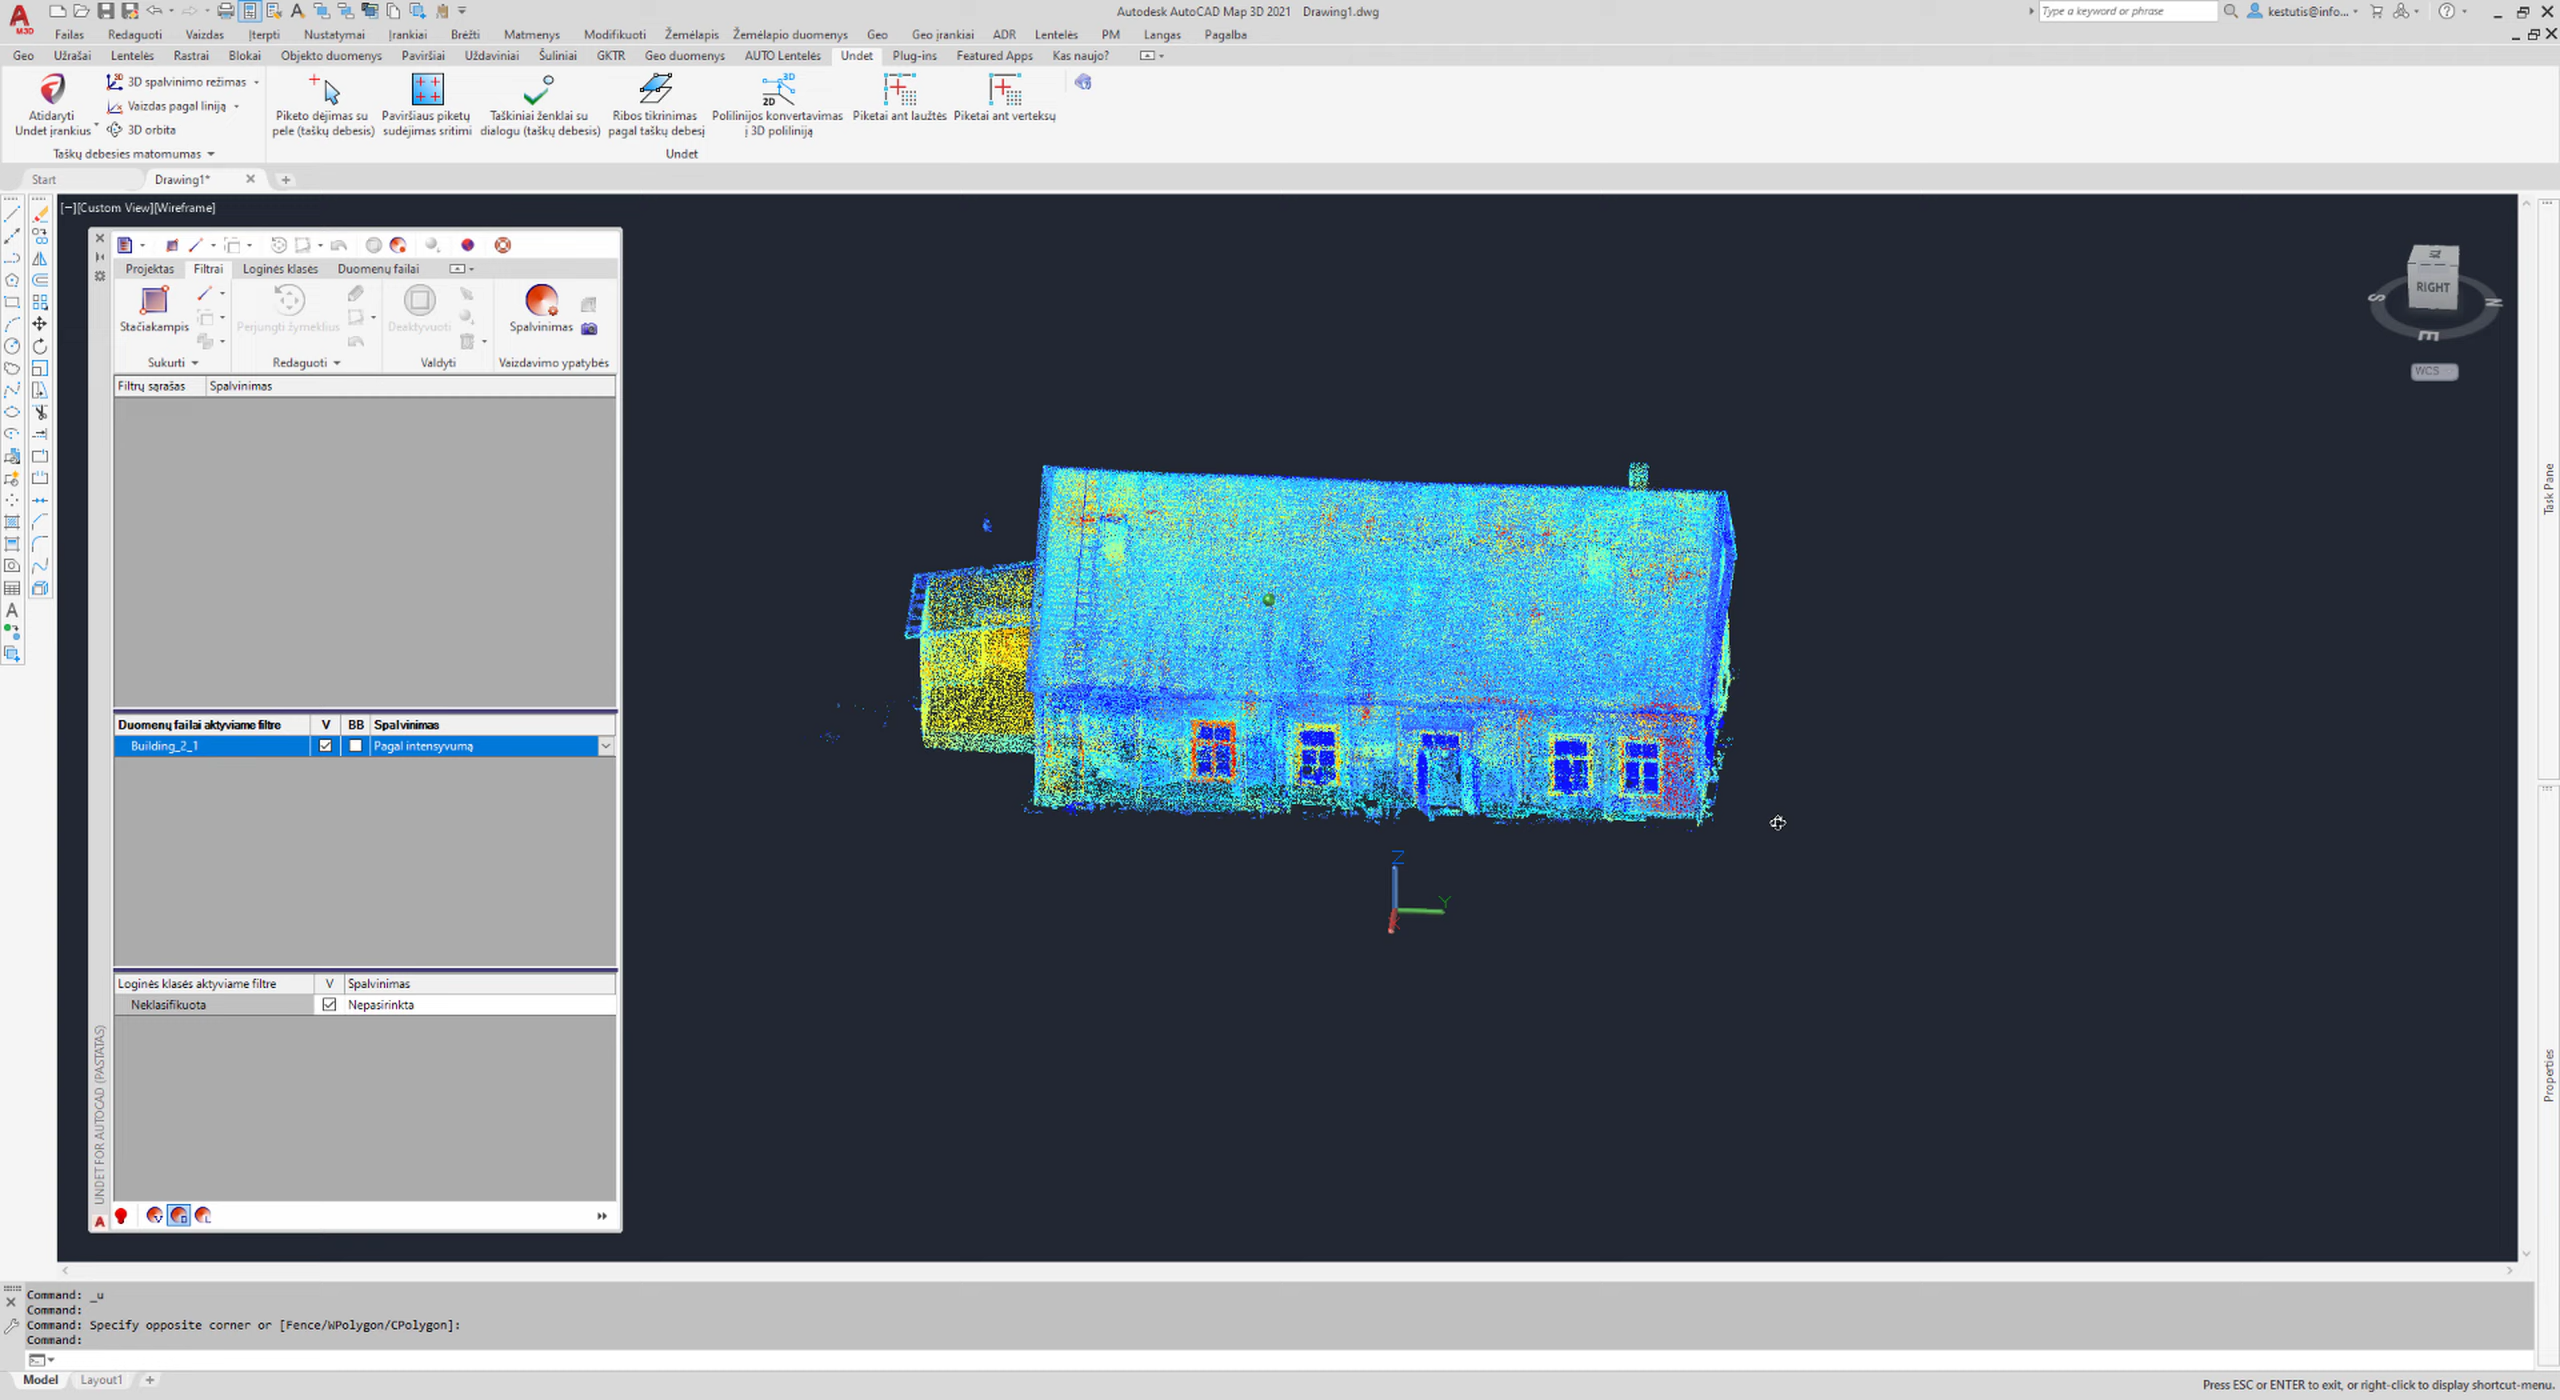 Autodesk AutoCAD Map 3D 2021 Drawing1.dwg
Type a keyword or phrase
kestutis@info...
M3D
Failas Redaguoti Vaizdas Įterpti Nustatymai Įrankiai Brėžti Matmenys Modifikuoti Žemėlapis Žemėlapio duomenys Geo Geo įrankiai ADR Lentelės PM Langas Pagalba
Geo Užrašai Lentelės Rastrai Blokai Objekto duomenys Paviršiai Uždaviniai Šuliniai GKTR Geo duomenys AUTO Lentelės Undet Plug-ins Featured Apps Kas naujo?
Atidaryti
Undet įrankius
3D spalvinimo režimas
Vaizdas pagal liniją
3D orbita
Taškų debesies matomumas
Piketo dėjimas su
pele (taškų debesis)
Paviršiaus piketų
sudėjimas sritimi
Taškiniai ženklai su
dialogu (taškų debesis)
Ribos tikrinimas
pagal taškų debesį
3D
2D
Polilinijos konvertavimas
į 3D poliliniją
Piketai ant laužtės
Piketai ant verteksų
Undet
Start Drawing1*
[−][Custom View][Wireframe]
Projektas Filtrai Loginės klasės Duomenų failai
Stačiakampis Perjungti žymeklius Deaktyvuoti Spalvinimas
Sukurti Redaguoti Valdyti Vaizdavimo ypatybės
Filtrų sąrašas Spalvinimas
Duomenų failai aktyviame filtre V BB Spalvinimas
Building_2_1 Pagal intensyvumą
Loginės klasės aktyviame filtre V Spalvinimas
Neklasifikuota Nepasirinkta
UNDET FOR AUTOCAD (PASTATAS)
RIGHT
S N
E
WCS
Z
Y
Task Pane
Properties
Command: _u
Command:
Command: Specify opposite corner or [Fence/WPolygon/CPolygon]:
Command:
Model Layout1
Press ESC or ENTER to exit, or right-click to display shortcut-menu.